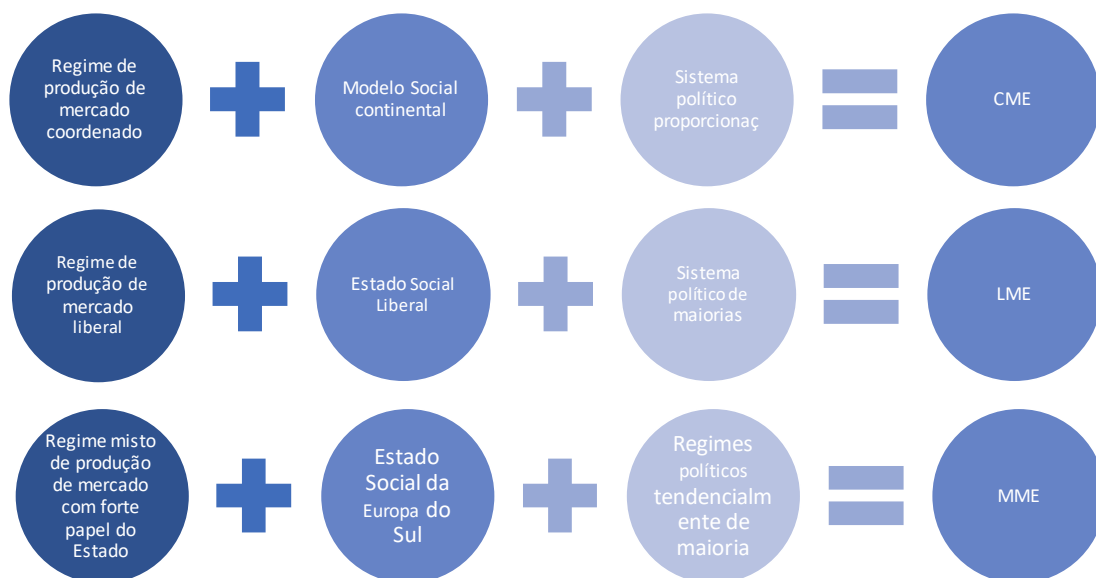 Regime de
produção de
mercado
coordenado
Modelo Social
continental
Sistema
político
proporcionaç
CME
Regime de
produção de
mercado
liberal
Estado Social
Liberal
Sistema
político de
maiorias
LME
Regime misto
de produção
de mercado
com forte
papel do
Estado
Estado
Social da
Europa do
Sul
Regimes
políticos
tendencialm
ente de
maioria
MME